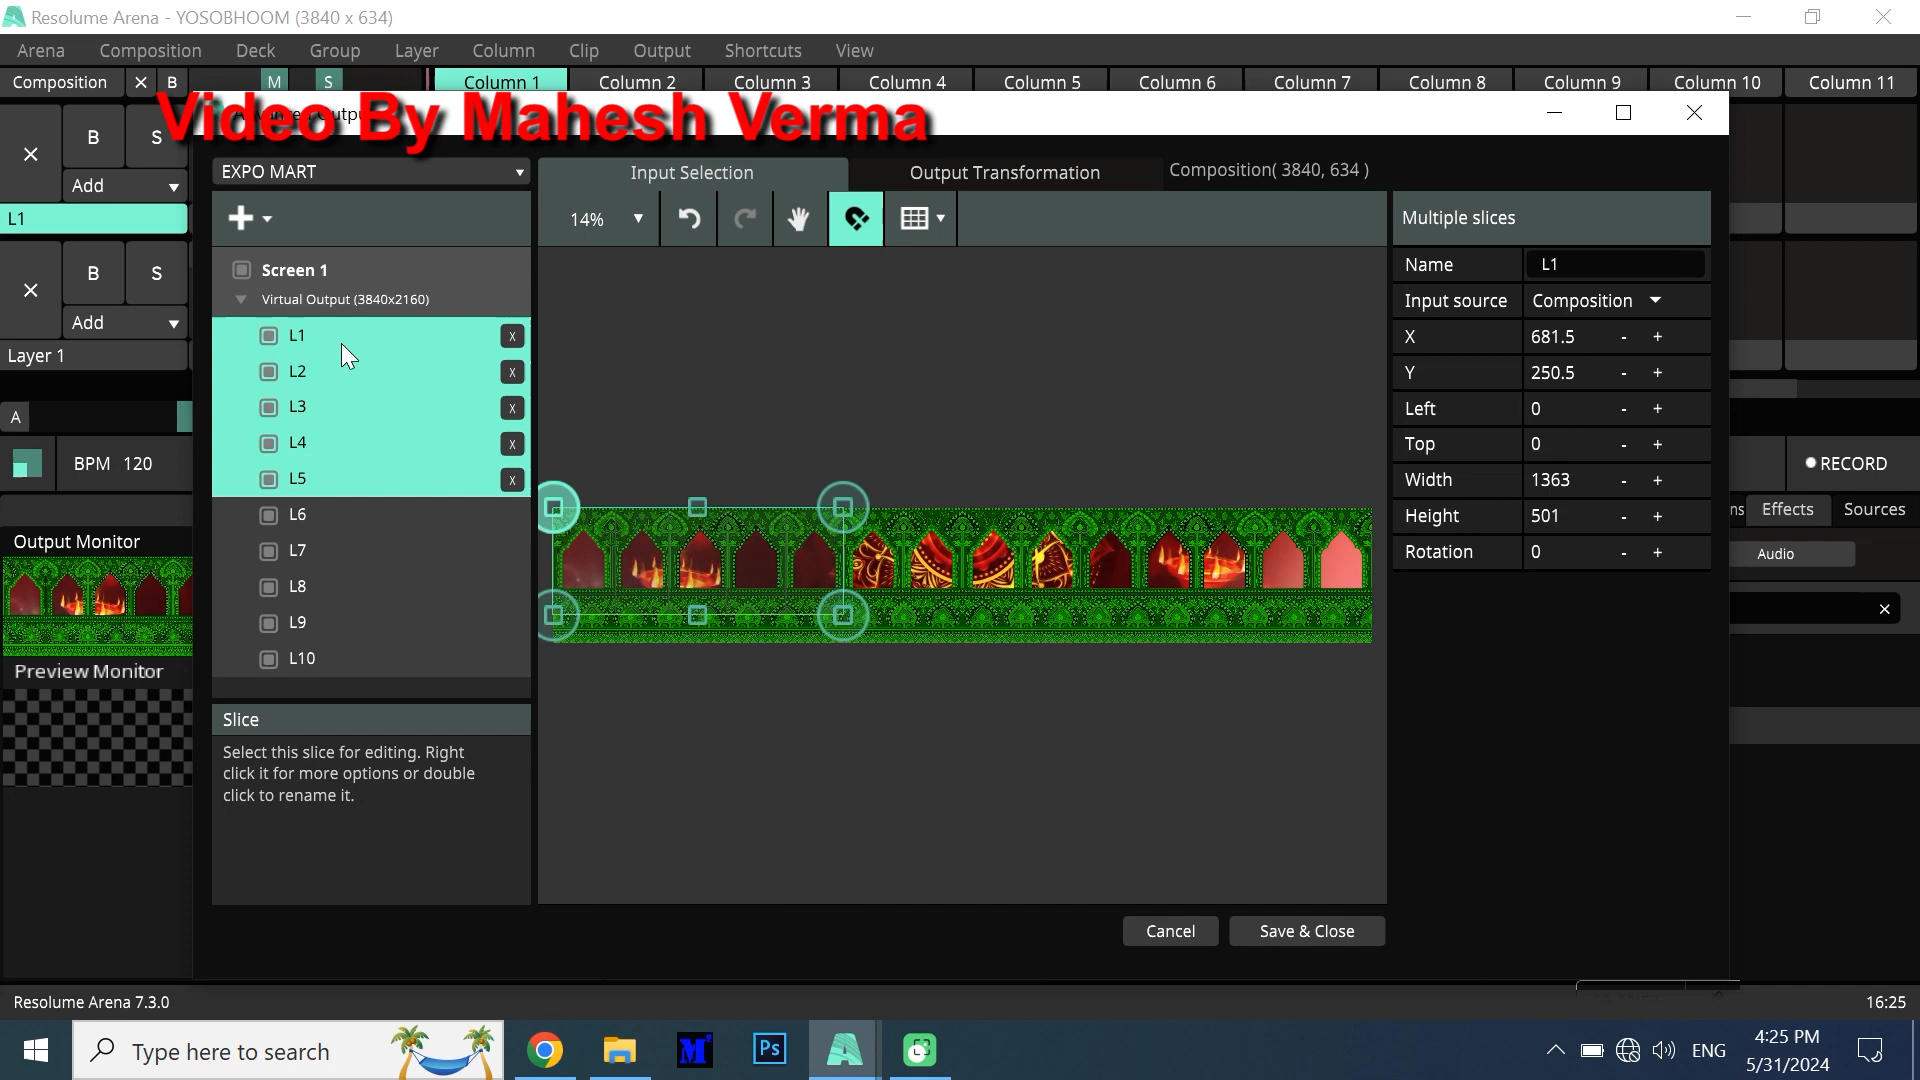 Resolume Arena - YOSOBHOOM (3840 x 634)
Arena Composition Deck Group Layer Column Clip Output Shortcuts View
Composition X B M S Column 1 Column 2 Column 3 Column 4 Column 5 Column 6 Column 7 Column 8 Column 9 Column 10 Column 11
Video By Mahesh Verma
B S
Add
L1
B S
Add
Layer 1
A
BPM 120
Output Monitor
Preview Monitor
EXPO MART
Screen 1
Virtual Output (3840x2160)
L1 X
L2 X
L3 X
L4 X
L5 X
L6
L7
L8
L9
L10
Slice
Select this slice for editing. Right
click it for more options or double
click to rename it.
Input Selection Output Transformation Composition( 3840, 634 )
14%
Multiple slices
Name L1
Input source Composition
X 681.5 - +
Y 250.5 - +
Left 0 - +
Top 0 - +
Width 1363 - +
Height 501 - +
Rotation 0 - +
Cancel Save & Close
RECORD
ns Effects Sources
Audio
Resolume Arena 7.3.0 16:25
Type here to search
M
Ps
ENG
4:25 PM
5/31/2024